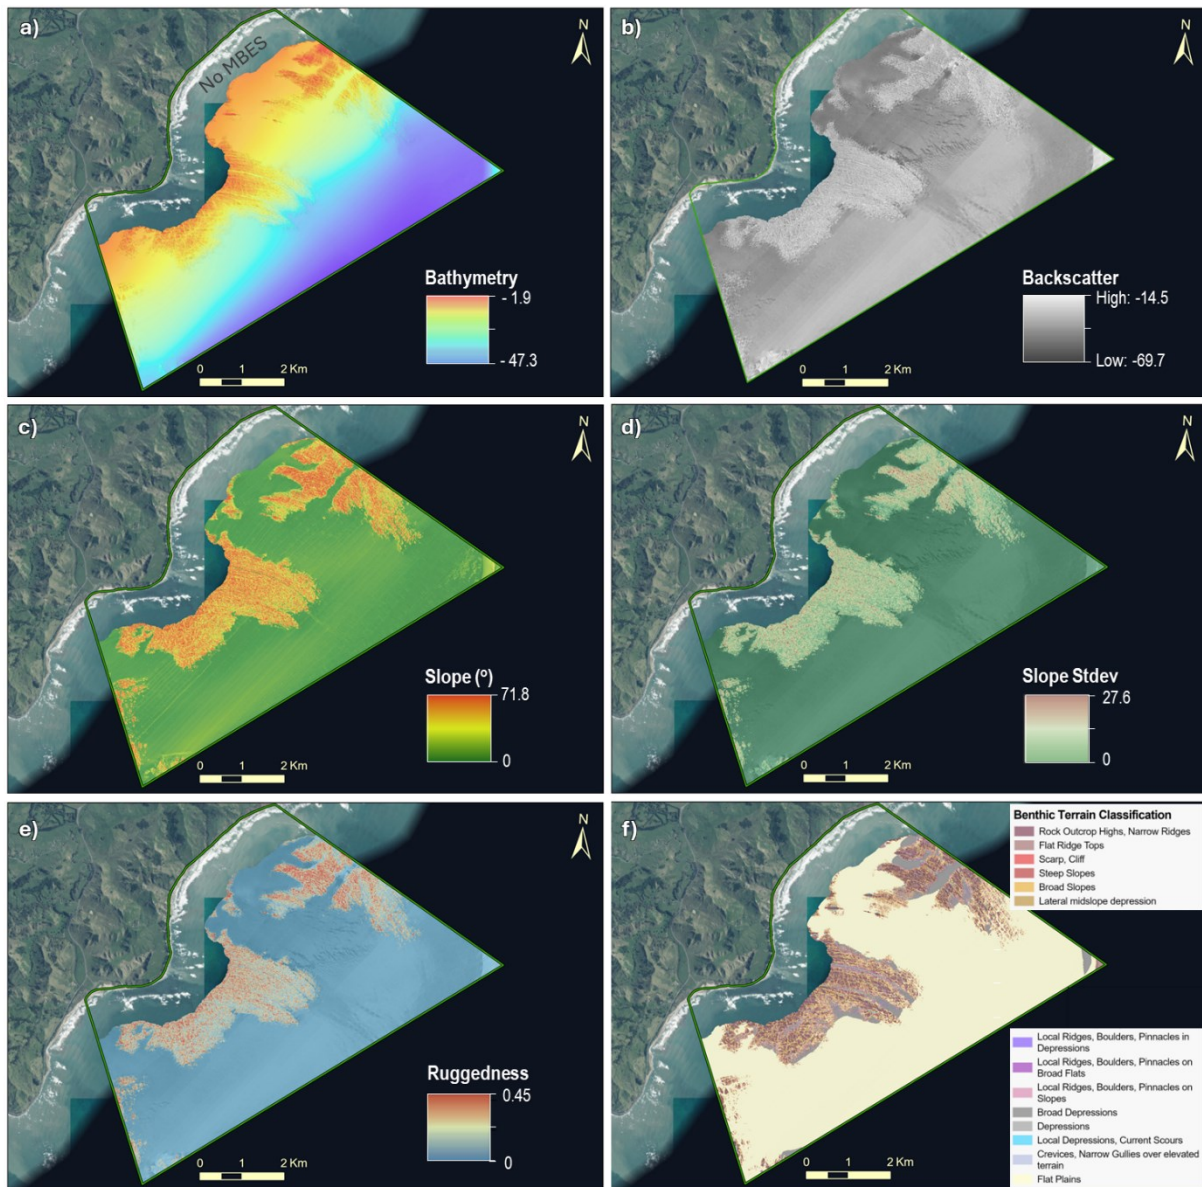 a)
No MBES
N
Bathymetry
- 1.9
- 47.3
0 1 2 Km
b)
N
Backscatter
High: -14.5
Low: -69.7
0 1 2 Km
c)
N
Slope (º)
71.8
0
0 1 2 Km
d)
N
Slope Stdev
27.6
0
0 1 2 Km
e)
N
Ruggedness
0.45
0
0 1 2 Km
f)
Benthic Terrain Classification
Rock Outcrop Highs, Narrow Ridges
Flat Ridge Tops
Scarp, Cliff
Steep Slopes
Broad Slopes
Lateral midslope depression
Local Ridges, Boulders, Pinnacles in
Depressions
Local Ridges, Boulders, Pinnacles on
Broad Flats
Local Ridges, Boulders, Pinnacles on
Slopes
Broad Depressions
Depressions
Local Depressions, Current Scours
Crevices, Narrow Gullies over elevated
terrain
Flat Plains
0 1 2 Km